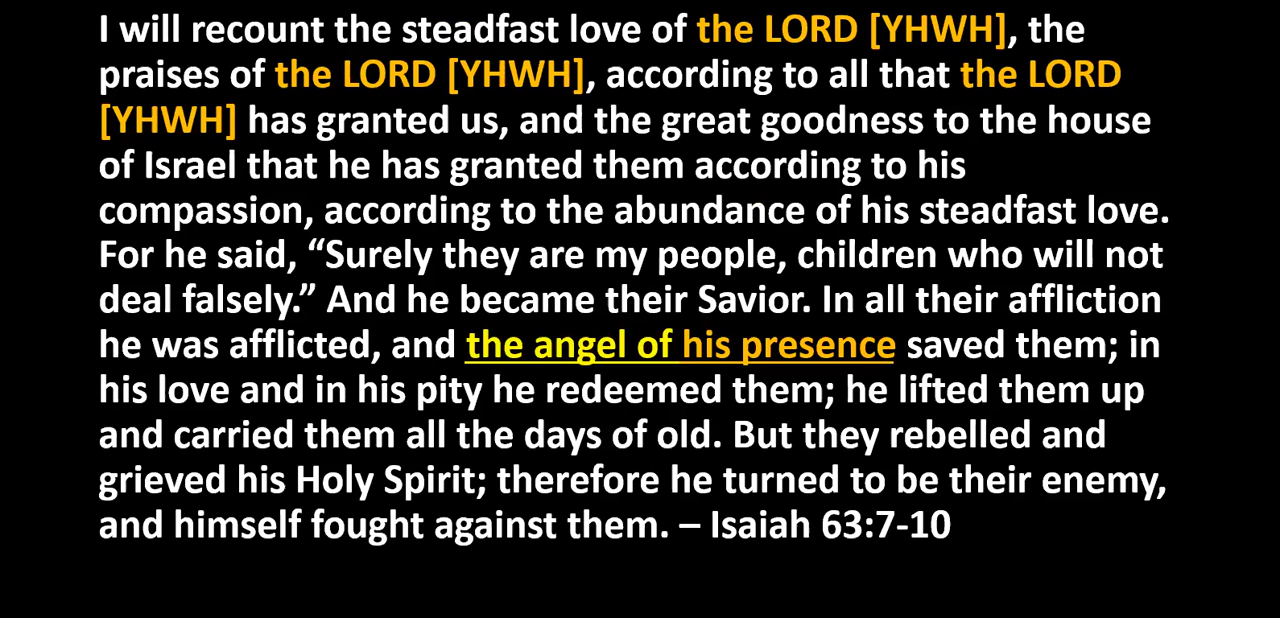 I will recount the steadfast love of the LORD [YHWH], the
praises of the LORD [YHWH], according to all that the LORD
[YHWH] has granted us, and the great goodness to the house
of Israel that he has granted them according to his
compassion, according to the abundance of his steadfast love.
For he said, “Surely they are my people, children who will not
deal falsely.” And he became their Savior. In all their affliction
he was afflicted, and the angel of his presence saved them; in
his love and in his pity he redeemed them; he lifted them up
and carried them all the days of old. But they rebelled and
grieved his Holy Spirit; therefore he turned to be their enemy,
and himself fought against them. – Isaiah 63:7-10